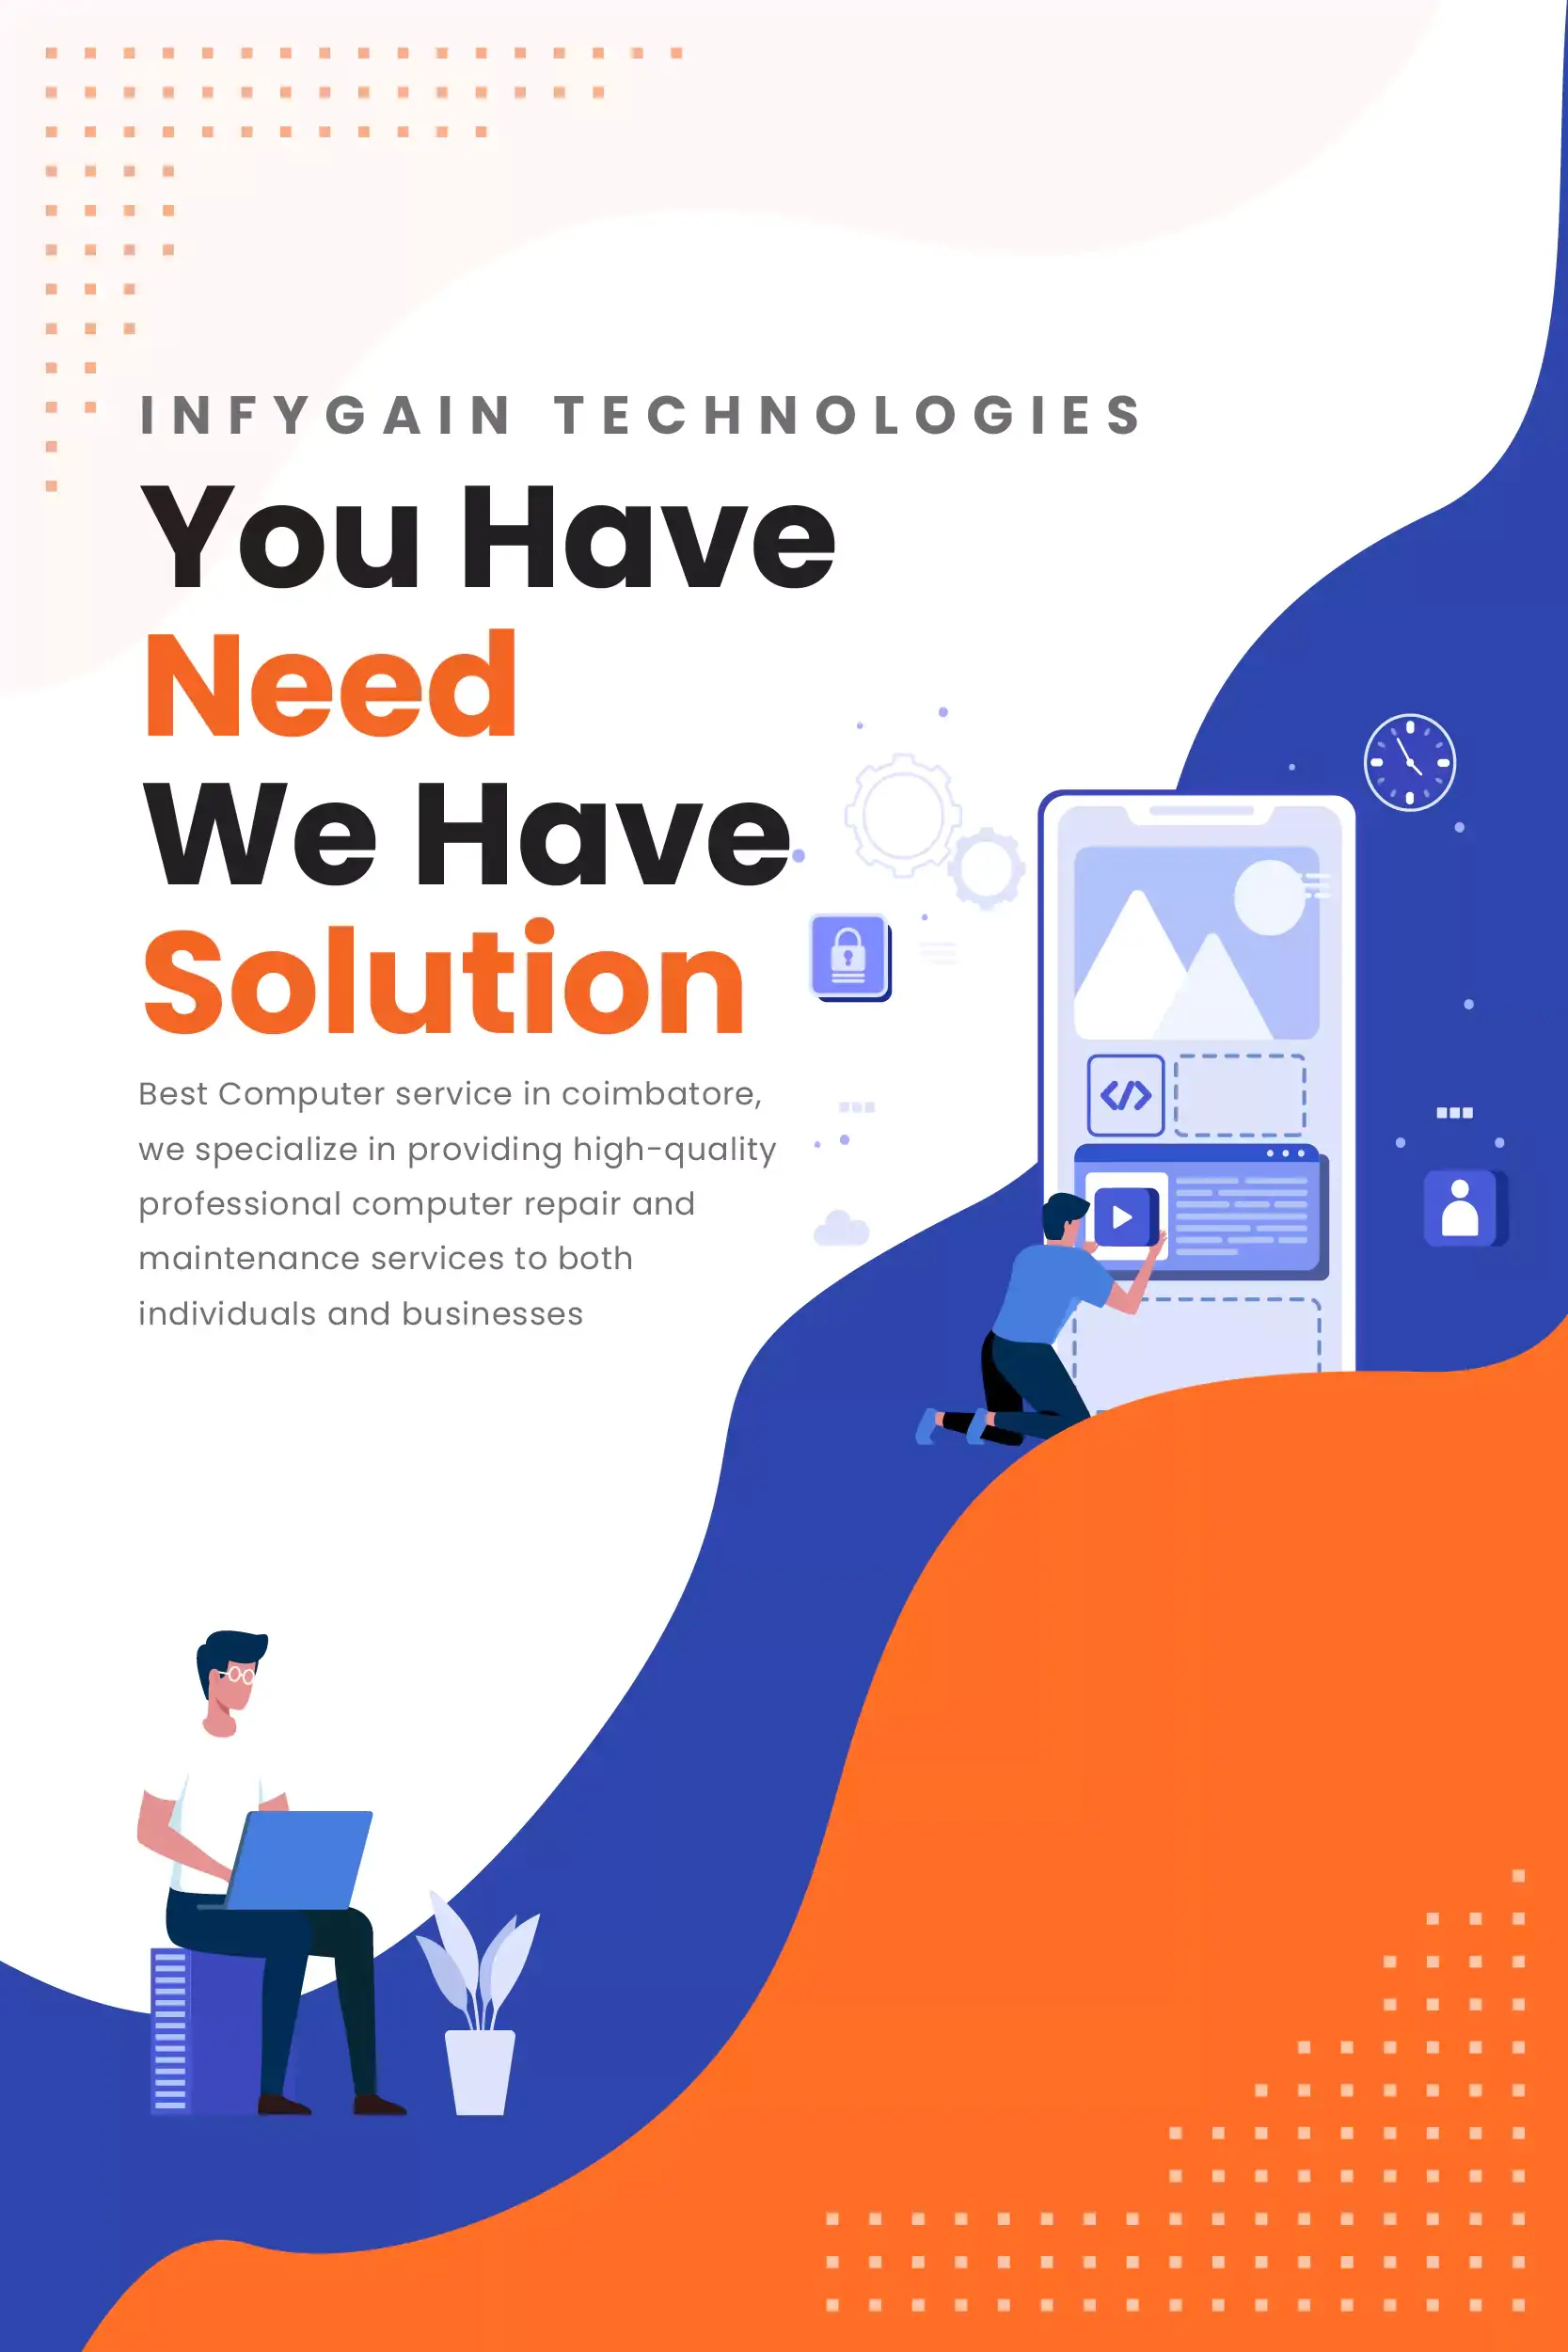 INFYGAIN TECHNOLOGIES
You Have
Need
We Have
Solution
Best Computer service in coimbatore,
we specialize in providing high-quality
professional computer repair and
maintenance services to both
individuals and businesses